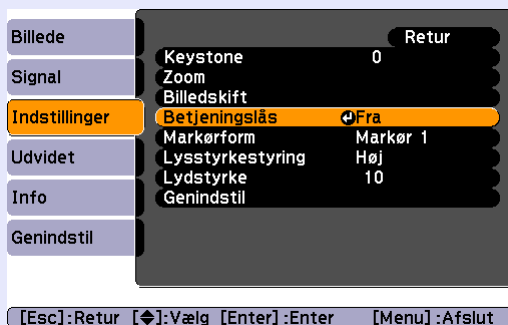 Billede
Signal
Indstillinger
Udvidet
Info
Genindstil
Retur
Keystone 0
Zoom
Billedskift
Betjeningslås Fra
Markørform Markør 1
Lysstyrkestyring Høj
Lydstyrke 10
Genindstil
[Esc]:Retur [◆]:Vælg [Enter]:Enter [Menu]:Afslut